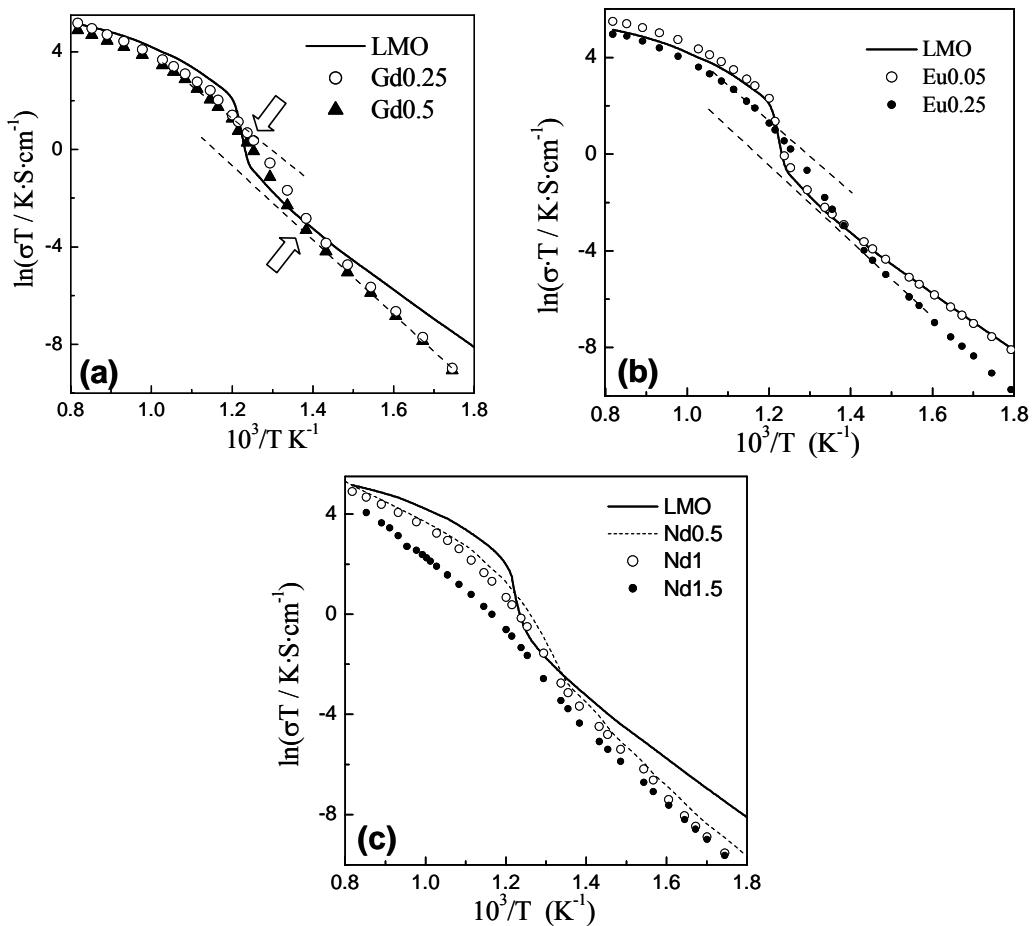 LMO
Gd0.25
Gd0.5
4
0
-4
-8
ln(σT / K·S·cm⁻¹)
(a)
0.8 1.0 1.2 1.4 1.6 1.8
10³/T K⁻¹
LMO
Eu0.05
Eu0.25
4
0
-4
-8
ln(σ·T / K·S·cm⁻¹)
(b)
0.8 1.0 1.2 1.4 1.6 1.8
10³/T (K⁻¹)
LMO
Nd0.5
Nd1
Nd1.5
4
0
-4
-8
ln(σT / K·S·cm⁻¹)
(c)
0.8 1.0 1.2 1.4 1.6 1.8
10³/T (K⁻¹)